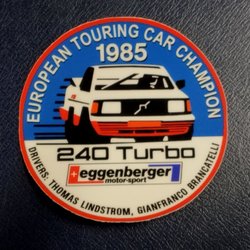 EUROPEAN TOURING CAR CHAMPION
1985
240 Turbo
eggenberger
motor-sport
DRIVERS: THOMAS LINDSTROM, GIANFRANCO BRANCATELLI